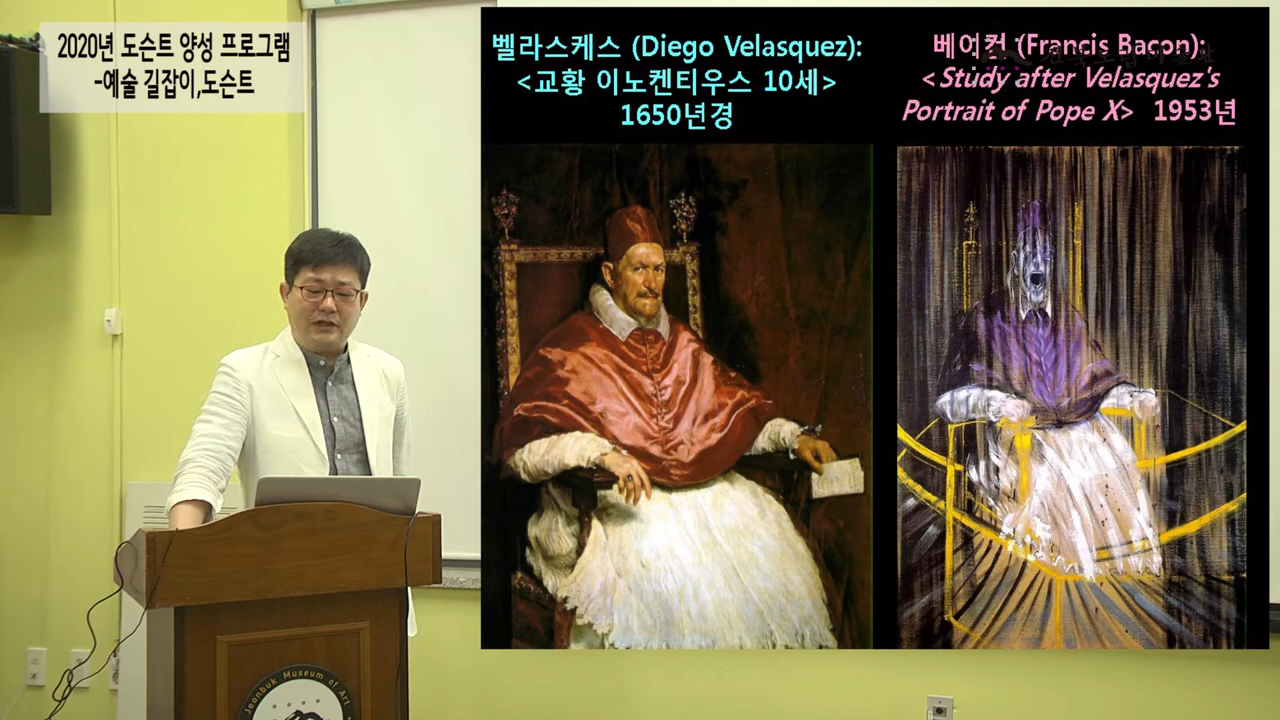 2020년 도슨트 양성 프로그램
-예술 길잡이,도슨트
벨라스케스 (Diego Velasquez):
<교황 이노켄티우스 10세>
1650년경
베이컨 (Francis Bacon):
<Study after Velasquez's
Portrait of Pope X> 1953년
Jeonbuk Museum of Art